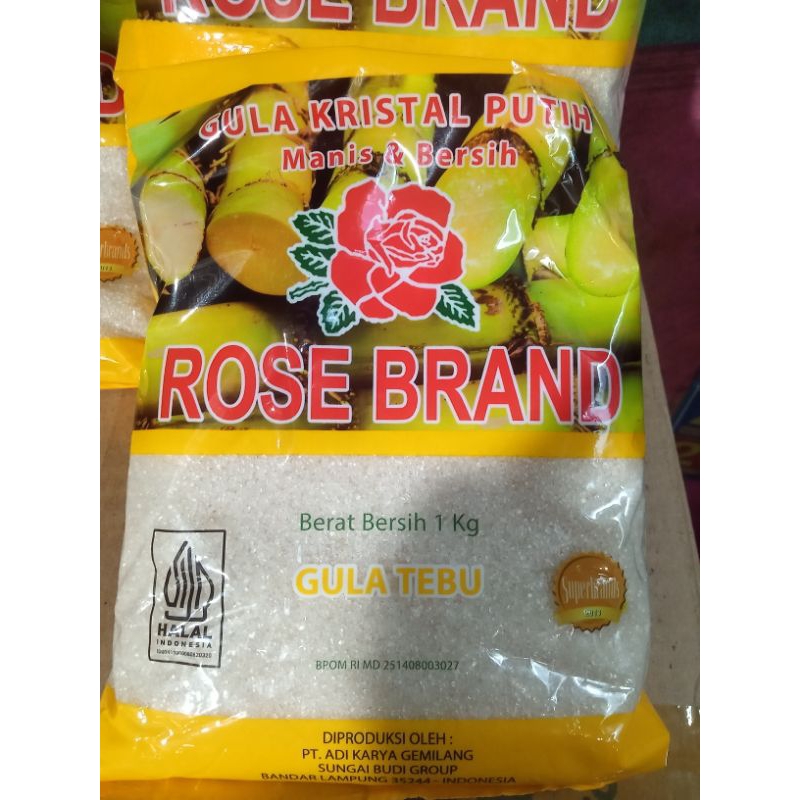 ROSE BRAND
GULA KRISTAL PUTIH
Manis & Bersih
ROSE BRAND
Berat Bersih 1 Kg
GULA TEBU
Superbrands
HALAL
INDONESIA
BPOM RI MD 251408003027
DIPRODUKSI OLEH :
PT. ADI KARYA GEMILANG
SUNGAI BUDI GROUP
BANDAR LAMPUNG 35244 - INDONESIA